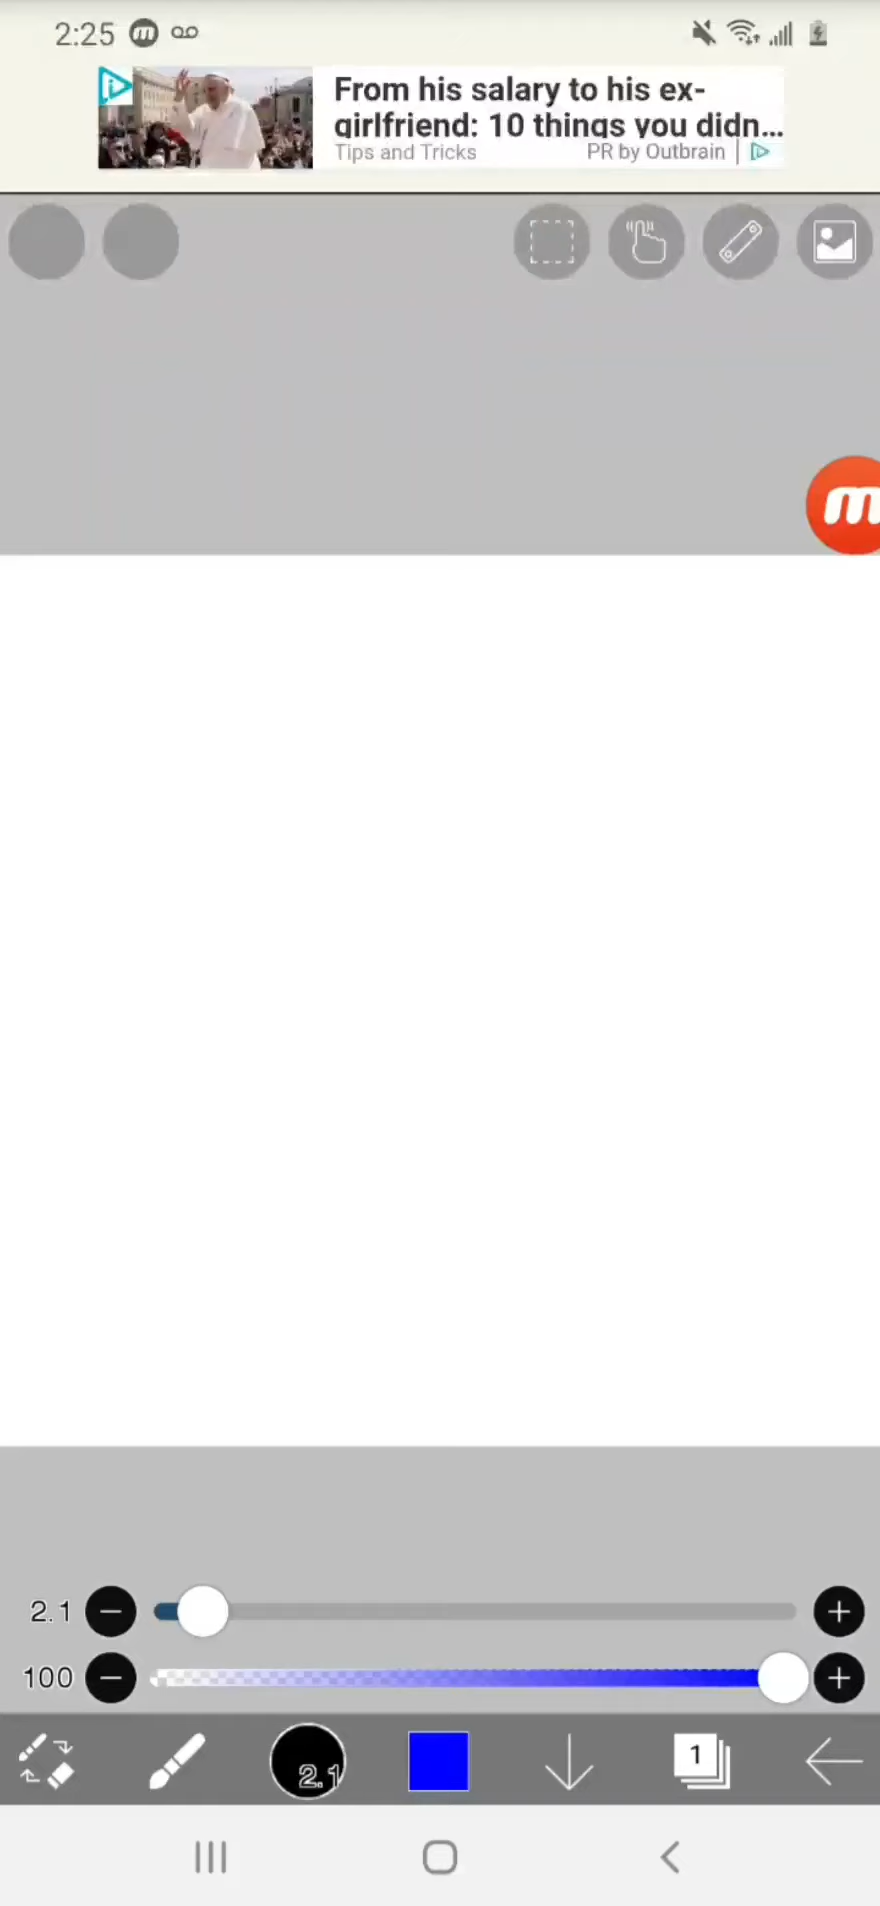 2:25
From his salary to his ex-
girlfriend: 10 things you didn...
Tips and Tricks
PR by Outbrain
2.1
100
2.1
1